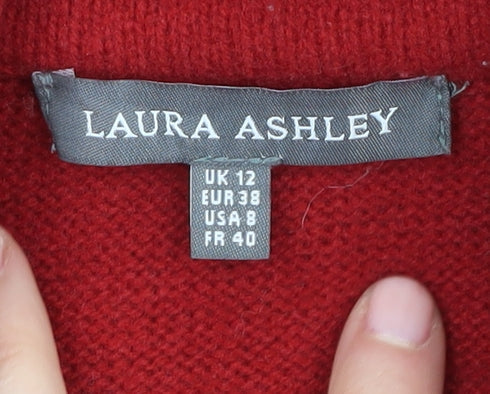 LAURA ASHLEY
UK 12
EUR 38
USA 8
FR 40